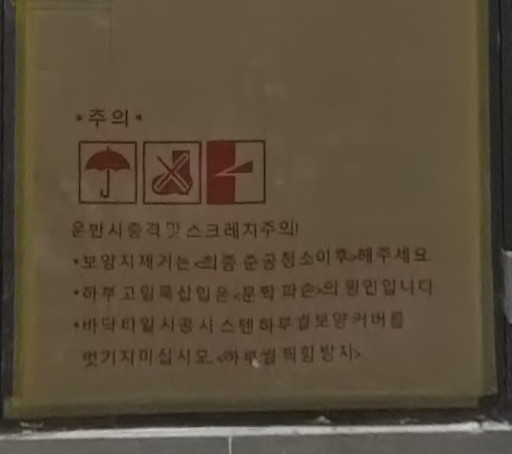 *주의*
운반시충격및스크레치주의!
*보양지제거는<최종 준공청소이후>해주세요.
*하부고임목삽입은<문확 파손>의 원인입니다
*바닥타일시공시 스텐하부씰보양커버를
벗기지마십시오.<하부씰 찍힘방지>